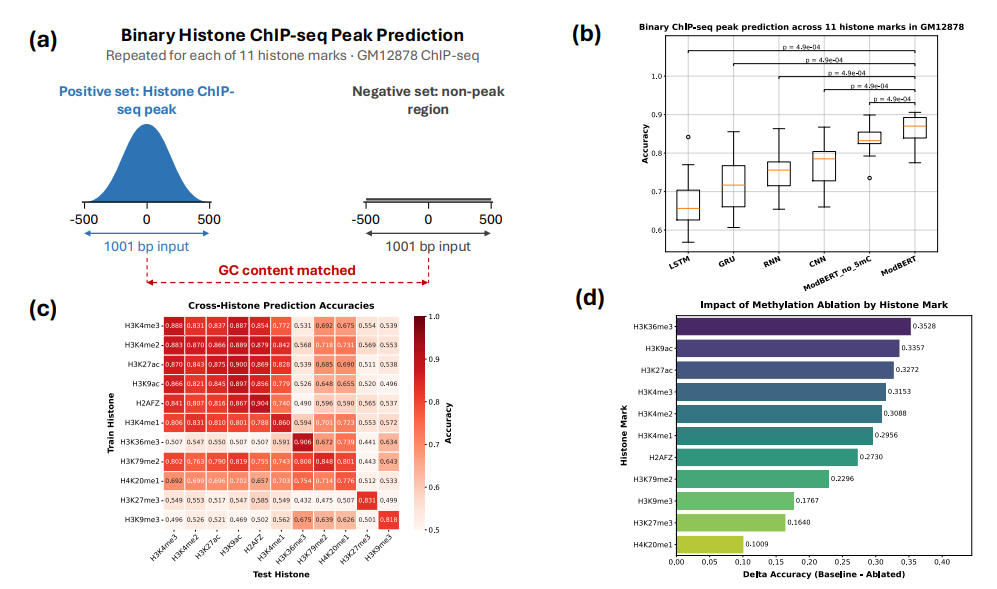 (a)
Binary Histone ChIP-seq Peak Prediction
Repeated for each of 11 histone marks · GM12878 ChIP-seq
Positive set: Histone ChIP-
seq peak
Negative set: non-peak
region
-500 0 500
-500 0 500
1001 bp input
1001 bp input
GC content matched
(b)
Binary ChIP-seq peak prediction across 11 histone marks in GM12878
p = 4.9e-04
p = 4.9e-04
p = 4.9e-04
p = 4.9e-04
p = 4.9e-04
Accuracy
1.0
0.9
0.8
0.7
0.6
LSTM
GRU
RNN
CNN
ModBERT_no_5mC
ModBERT
(c)
Cross-Histone Prediction Accuracies
Train Histone
H3K4me3 0.888 0.831 0.837 0.887 0.854 0.772 0.531 0.692 0.675 0.554 0.539
H3K4me2 0.883 0.870 0.866 0.889 0.879 0.842 0.568 0.718 0.731 0.569 0.553
H3K27ac 0.870 0.843 0.875 0.900 0.869 0.828 0.539 0.685 0.690 0.511 0.538
H3K9ac 0.866 0.821 0.845 0.897 0.856 0.779 0.526 0.648 0.655 0.520 0.496
H2AFZ 0.841 0.807 0.816 0.867 0.904 0.740 0.490 0.596 0.590 0.565 0.537
H3K4me1 0.806 0.831 0.810 0.801 0.788 0.860 0.594 0.701 0.723 0.553 0.572
H3K36me3 0.507 0.547 0.550 0.507 0.507 0.591 0.906 0.672 0.739 0.441 0.634
H3K79me2 0.802 0.763 0.790 0.819 0.755 0.743 0.808 0.848 0.801 0.443 0.643
H4K20me1 0.692 0.699 0.696 0.702 0.657 0.703 0.754 0.714 0.776 0.512 0.533
H3K27me3 0.549 0.553 0.517 0.547 0.585 0.549 0.432 0.475 0.507 0.831 0.499
H3K9me3 0.496 0.526 0.521 0.469 0.502 0.562 0.675 0.639 0.626 0.501 0.818
H3K4me3
H3K4me2
H3K27ac
H3K9ac
H2AFZ
H3K4me1
H3K36me3
H3K79me2
H4K20me1
H3K27me3
H3K9me3
Test Histone
1.0
0.9
0.8
0.7
0.6
0.5
Accuracy
(d)
Impact of Methylation Ablation by Histone Mark
Histone Mark
H3K36me3 0.3528
H3K9ac 0.3357
H3K27ac 0.3272
H3K4me3 0.3153
H3K4me2 0.3088
H3K4me1 0.2956
H2AFZ 0.2730
H3K79me2 0.2296
H3K9me3 0.1767
H3K27me3 0.1640
H4K20me1 0.1009
0.00 0.05 0.10 0.15 0.20 0.25 0.30 0.35 0.40
Delta Accuracy (Baseline - Ablated)